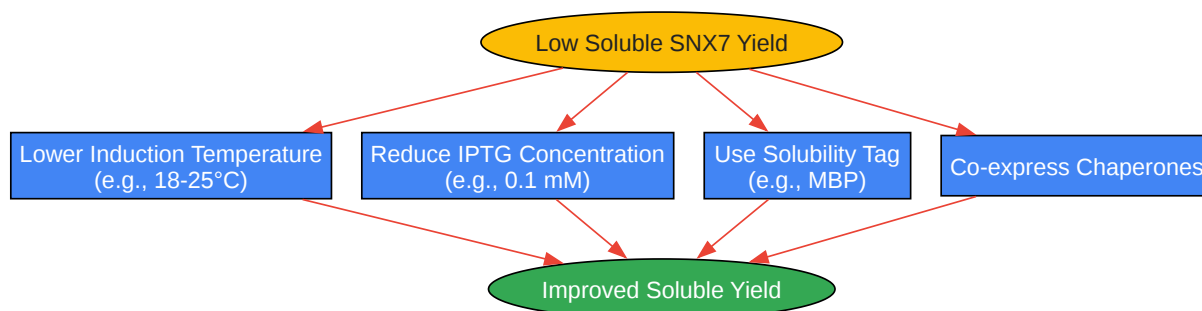 Low Soluble SNX7 Yield
Lower Induction Temperature
(e.g., 18-25°C)
Reduce IPTG Concentration
(e.g., 0.1 mM)
Use Solubility Tag
(e.g., MBP)
Co-express Chaperones
Improved Soluble Yield